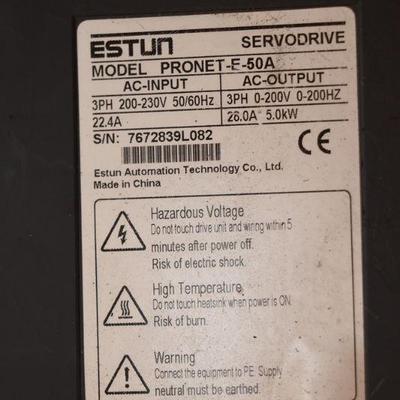 ESTUN SERVODRIVE
MODEL PRONET-E-50A
AC-INPUT AC-OUTPUT
3PH 200-230V 50/60Hz 3PH 0-200V 0-200HZ
22.4A 26.0A 5.0kW
S/N: 7672839L082
CE
Estun Automation Technology Co., Ltd.
Made in China
Hazardous Voltage
Do not touch drive unit and wiring within 5
minutes after power off.
Risk of electric shock.
High Temperature
Do not touch heatsink when power is ON.
Risk of burn.
Warning
Connect the equipment to PE. Supply
neutral must be earthed.